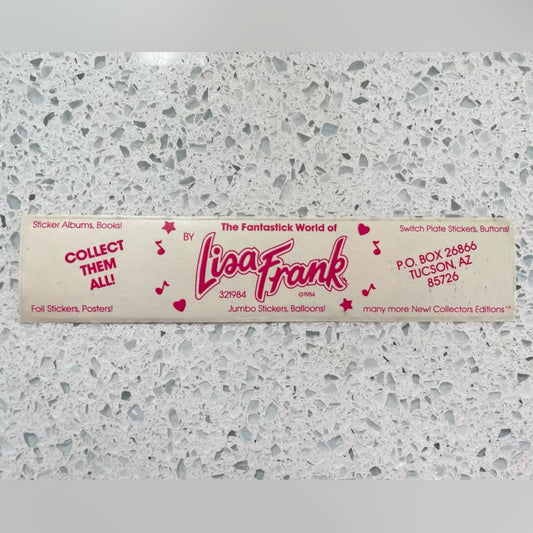 Sticker Albums, Books!
COLLECT
THEM
ALL!
Foil Stickers, Posters!
The Fantastick World of
BY
Lisa Frank
321984
©1984
Jumbo Stickers, Balloons!
Switch Plate Stickers, Buttons!
P.O. BOX 26866
TUCSON, AZ
85726
many more New! Collectors Editions™